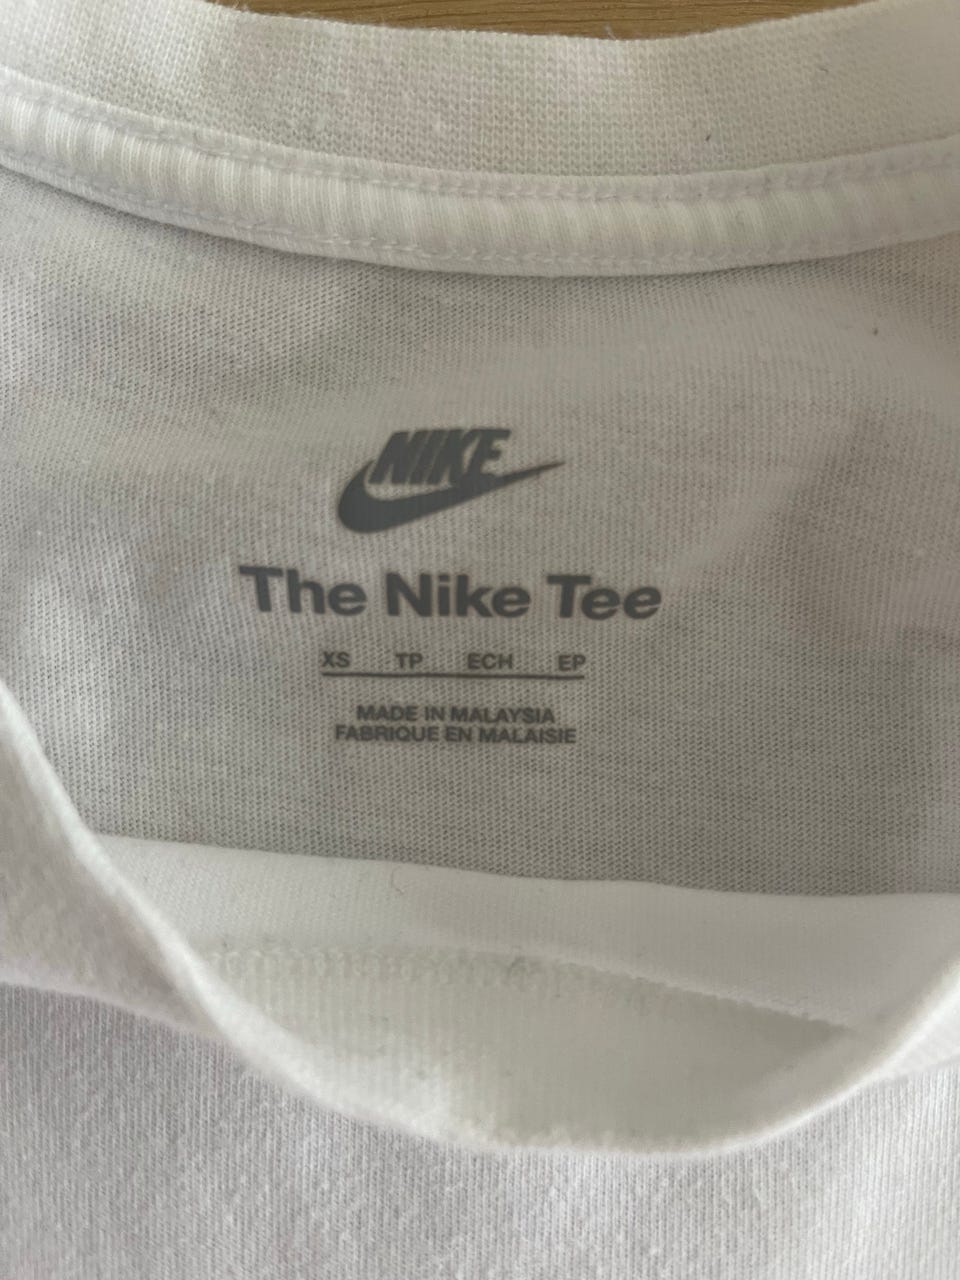 NIKE
The Nike Tee
XS TP ECH EP
MADE IN MALAYSIA
FABRIQUE EN MALAISIE